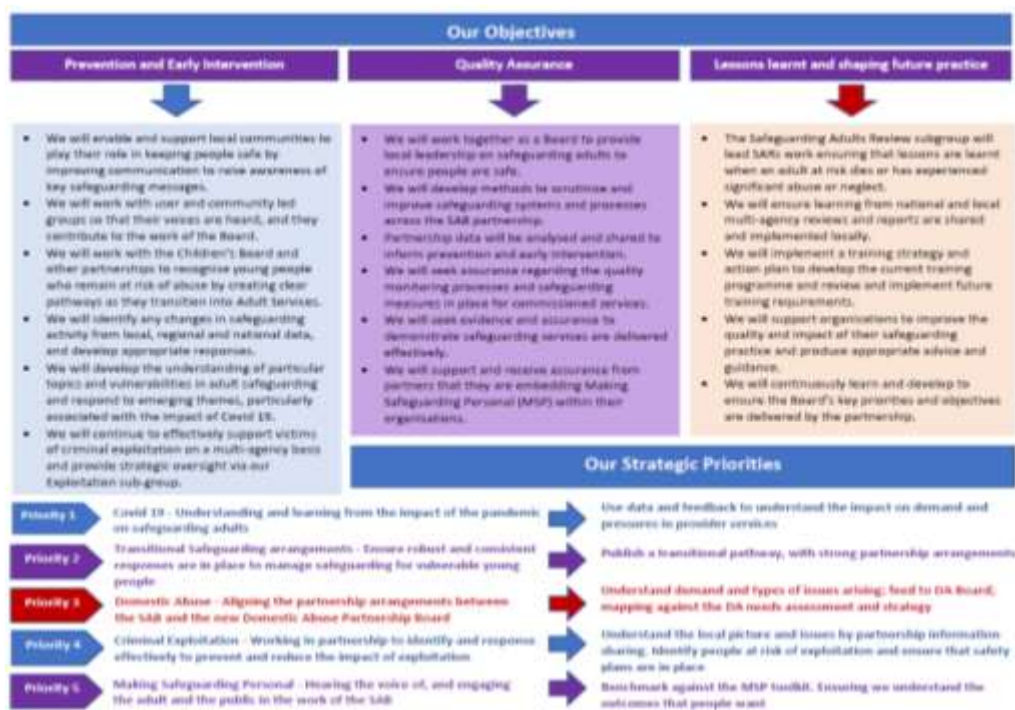 Our Objectives
Prevention and Early Intervention
We will enable and support local communities to
play their role in keeping people safe by
improving communication to raise awareness of
key safeguarding messages.
We will work with user and community led
groups so that their voices are heard, and they
contribute to the work of the Board.
We will work with the Children's Board and
other partnerships to recognise young people
who remain at risk of abuse by creating clear
pathways as they transition into Adult Services.
We will identify any changes in safeguarding
activity from local, regional and national data,
and develop appropriate responses.
We will develop the understanding of particular
topics and vulnerabilities in adult safeguarding
and respond to emerging themes, particularly
associated with the impact of Covid 19.
We will continue to effectively support victims
of criminal exploitation on a multi-agency basis
and provide strategic oversight via our
Exploitation sub-group.
Quality Assurance
We will work together as a Board to provide
local leadership on safeguarding adults to
ensure people are safe.
We will develop methods to scrutinise and
improve safeguarding systems and processes
across the SAB partnership.
Partnership data will be analysed and shared to
inform prevention and early intervention.
We will seek assurance regarding the quality
monitoring processes and safeguarding
measures in place for commissioned services.
We will seek evidence and assurance to
demonstrate safeguarding services are delivered
effectively.
We will support and receive assurance from
partners that they are embedding Making
Safeguarding Personal (MSP) within their
organisations.
Lessons learnt and shaping future practice
The Safeguarding Adults Review subgroup will
lead SARs work ensuring that lessons are learnt
when an adult at risk dies or has experienced
significant abuse or neglect.
We will ensure learning from national and local
multi-agency reviews and reports are shared
and implemented locally.
We will implement a training strategy and
action plan to develop the current training
programme and review and implement future
training requirements.
We will support organisations to improve the
quality and impact of their safeguarding
practice and produce appropriate advice and
guidance.
We will continuously learn and develop to
ensure the Board's key priorities and objectives
are delivered by the partnership.
Our Strategic Priorities
Priority 1
Covid 19 - Understanding and learning from the impact of the pandemic
on safeguarding adults
Use data and feedback to understand the impact on demand and
pressures in provider services
Priority 2
Transitional Safeguarding arrangements - Ensure robust and consistent
responses are in place to manage safeguarding for vulnerable young
people
Publish a transitional pathway, with strong partnership arrangements
Priority 3
Domestic Abuse - Aligning the partnership arrangements between
the SAB and the new Domestic Abuse Partnership Board
Understand demand and types of issues arising; feed to DA Board,
mapping against the DA needs assessment and strategy
Priority 4
Criminal Exploitation - Working in partnership to identify and response
effectively to prevent and reduce the impact of exploitation
Understand the local picture and issues by partnership information
sharing. Identify people at risk of exploitation and ensure that safety
plans are in place
Priority 5
Making Safeguarding Personal - Hearing the voice of, and engaging
the adult and the public in the work of the SAB
Benchmark against the MSP toolkit. Ensuring we understand the
outcomes that people want